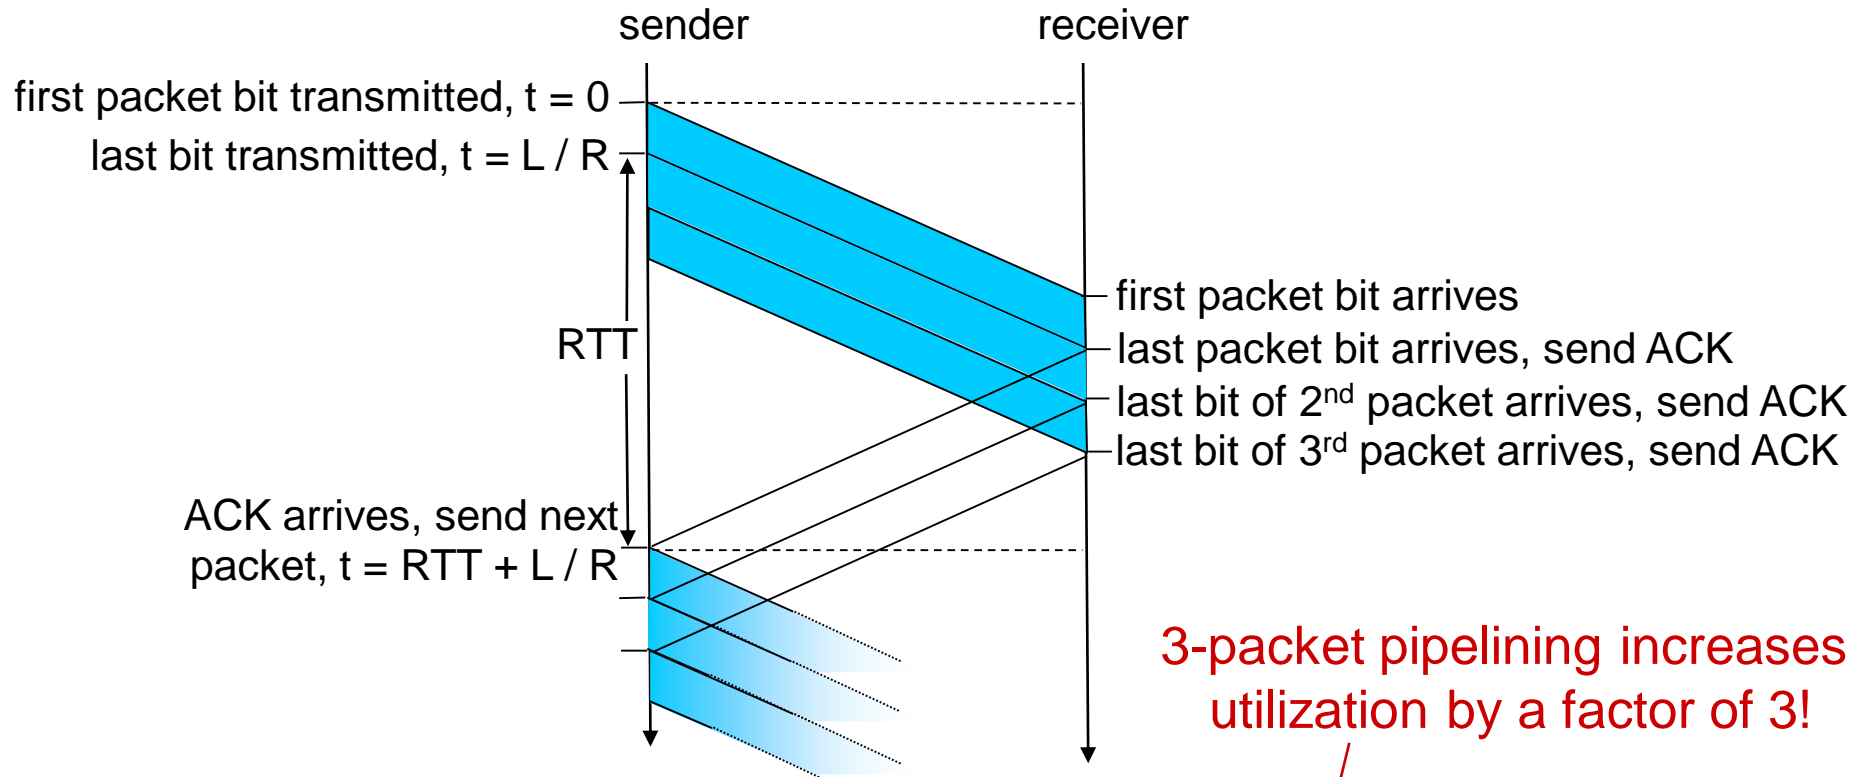 sender
receiver
first packet bit transmitted, t = 0
last bit transmitted, t = L / R
RTT
first packet bit arrives
last packet bit arrives, send ACK
last bit of 2nd packet arrives, send ACK
last bit of 3rd packet arrives, send ACK
ACK arrives, send next
packet, t = RTT + L / R
3-packet pipelining increases
utilization by a factor of 3!